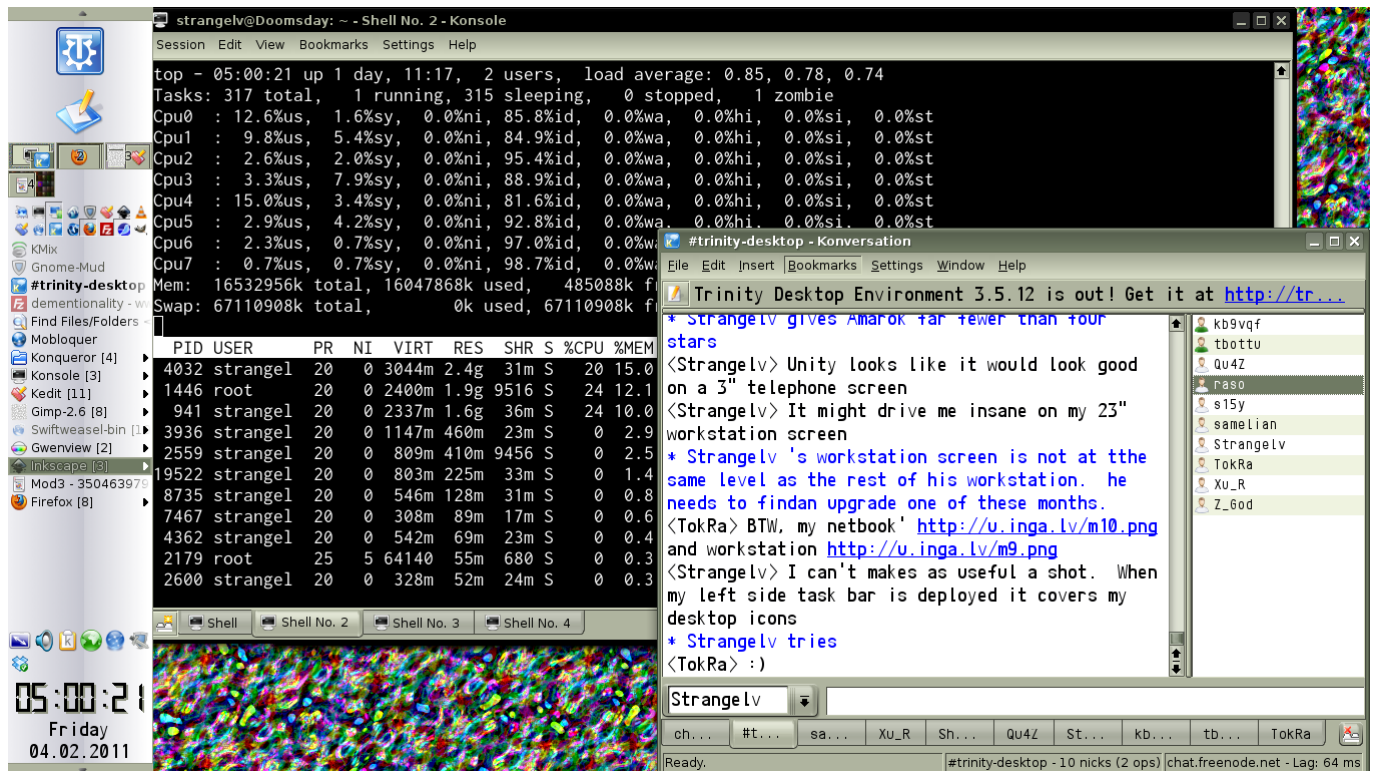 strangelv@Doomsday: ~ - Shell No. 2 - Konsole
Session Edit View Bookmarks Settings Help
top - 05:00:21 up 1 day, 11:17, 2 users, load average: 0.85, 0.78, 0.74
Tasks: 317 total, 1 running, 315 sleeping, 0 stopped, 1 zombie
Cpu0 : 12.6%us, 1.6%sy, 0.0%ni, 85.8%id, 0.0%wa, 0.0%hi, 0.0%si, 0.0%st
Cpu1 : 9.8%us, 5.4%sy, 0.0%ni, 84.9%id, 0.0%wa, 0.0%hi, 0.0%si, 0.0%st
Cpu2 : 2.6%us, 2.0%sy, 0.0%ni, 95.4%id, 0.0%wa, 0.0%hi, 0.0%si, 0.0%st
Cpu3 : 3.3%us, 7.9%sy, 0.0%ni, 88.9%id, 0.0%wa, 0.0%hi, 0.0%si, 0.0%st
Cpu4 : 15.0%us, 3.4%sy, 0.0%ni, 81.6%id, 0.0%wa, 0.0%hi, 0.0%si, 0.0%st
Cpu5 : 2.9%us, 4.2%sy, 0.0%ni, 92.8%id, 0.0%wa, 0.0%hi, 0.0%si, 0.0%st
Cpu6 : 2.3%us, 0.7%sy, 0.0%ni, 97.0%id, 0.0%wa
Cpu7 : 0.7%us, 0.7%sy, 0.0%ni, 98.7%id, 0.0%wa
Mem: 16532956k total, 16047868k used, 485088k f
Swap: 67110908k total, 0k used, 67110908k f
PID USER PR NI VIRT RES SHR S %CPU %MEM
4032 strangel 20 0 3044m 2.4g 31m S 20 15.0
1446 root 20 0 2400m 1.9g 9516 S 24 12.1
941 strangel 20 0 2337m 1.6g 36m S 24 10.0
3936 strangel 20 0 1147m 460m 23m S 0 2.9
2559 strangel 20 0 809m 410m 9456 S 0 2.5
19522 strangel 20 0 803m 225m 33m S 0 1.4
8735 strangel 20 0 546m 128m 31m S 0 0.8
7467 strangel 20 0 308m 89m 17m S 0 0.6
4362 strangel 20 0 542m 69m 23m S 0 0.4
2179 root 25 5 64140 55m 680 S 0 0.3
2600 strangel 20 0 328m 52m 24m S 0 0.3
Shell Shell No. 2 Shell No. 3 Shell No. 4
3
4
KMix
Gnome-Mud
#trinity-desktop
dementionality - w
Find Files/Folders
Mobloquer
Konqueror [4]
Konsole [3]
Kedit [11]
Gimp-2.6 [8]
Swiftweasel-bin [1
Gwenview [2]
Inkscape [3]
Mod3 - 350463979
Firefox [8]
05:00:21
Friday
04.02.2011
#trinity-desktop - Konversation
File Edit Insert Bookmarks Settings Window Help
Trinity Desktop Environment 3.5.12 is out! Get it at http://tr...
* Strangelv gives Amarok far fewer than four
stars
<Strangelv> Unity looks like it would look good
on a 3" telephone screen
<Strangelv> It might drive me insane on my 23"
workstation screen
* Strangelv 's workstation screen is not at tthe
same level as the rest of his workstation. he
needs to findan upgrade one of these months.
<TokRa> BTW, my netbook' http://u.inga.lv/m10.png
and workstation http://u.inga.lv/m9.png
<Strangelv> I can't makes as useful a shot. When
my left side task bar is deployed it covers my
desktop icons
* Strangelv tries
<TokRa> :)
kb9vqf
tbottu
Qu4Z
raso
s15y
samelian
Strangelv
TokRa
Xu_R
Z_God
Strangelv
ch... #t... sa... Xu_R Sh... Qu4Z St... kb... tb... TokRa
Ready. #trinity-desktop - 10 nicks (2 ops) chat.freenode.net - Lag: 64 ms